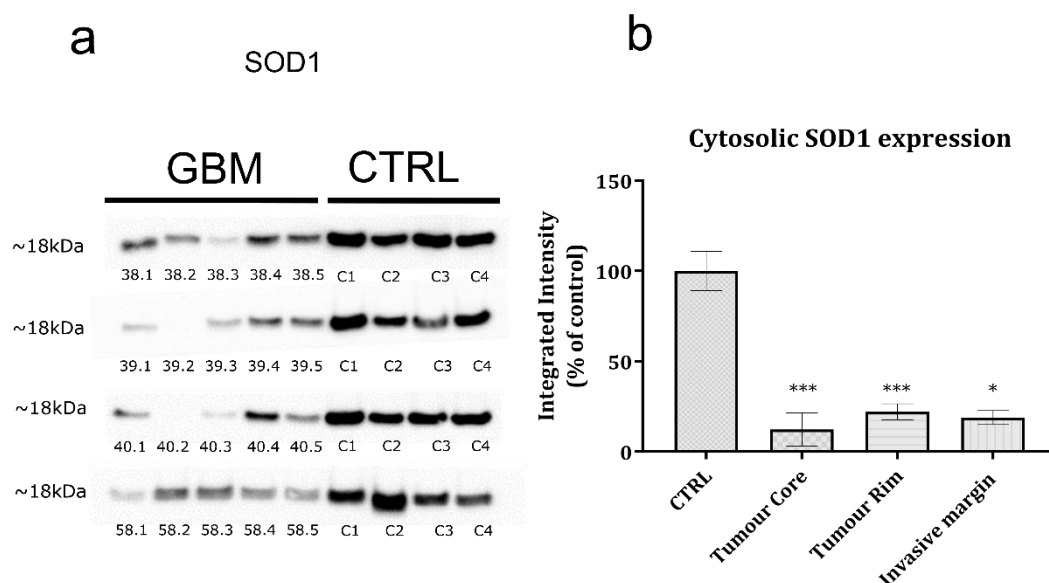 a
SOD1
GBM CTRL
~18kDa
38.1 38.2 38.3 38.4 38.5 C1 C2 C3 C4
~18kDa
39.1 39.2 39.3 39.4 39.5 C1 C2 C3 C4
~18kDa
40.1 40.2 40.3 40.4 40.5 C1 C2 C3 C4
~18kDa
58.1 58.2 58.3 58.4 58.5 C1 C2 C3 C4
b
Cytosolic SOD1 expression
Integrated Intensity
(% of control)
150
100
50
0
*** *** *
CTRL
Tumour Core
Tumour Rim
Invasive margin